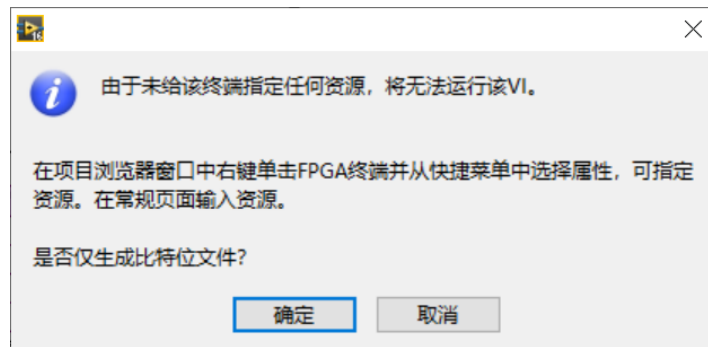 16
由于未给该终端指定任何资源，将无法运行该VI。
在项目浏览器窗口中右键单击FPGA终端并从快捷菜单中选择属性，可指定
资源。在常规页面输入资源。
是否仅生成比特位文件?
确定
取消